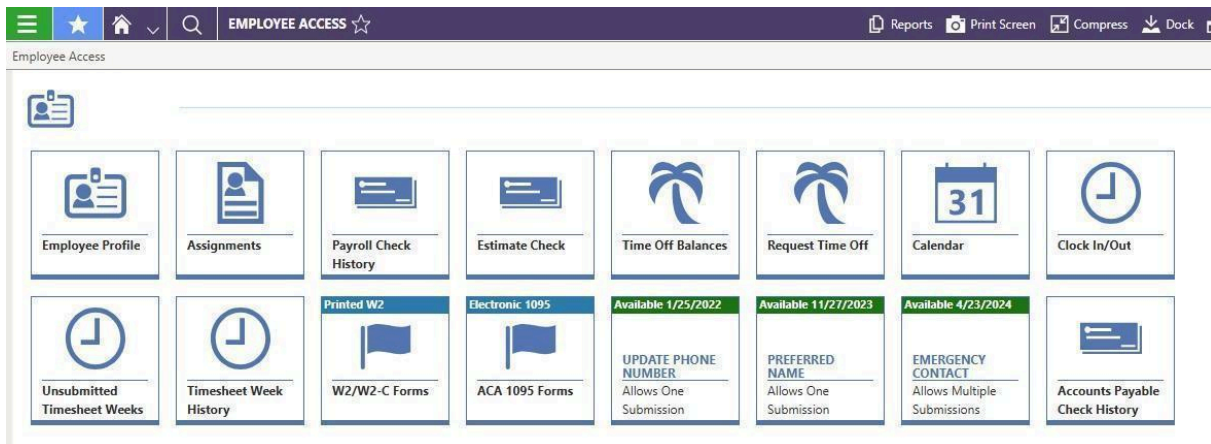 EMPLOYEE ACCESS
Reports
Print Screen
Compress
Dock
Employee Access
Employee Profile
Assignments
Payroll Check
History
Estimate Check
Time Off Balances
Request Time Off
31
Calendar
Clock In/Out
Unsubmitted
Timesheet Weeks
Timesheet Week
History
Printed W2
W2/W2-C Forms
Electronic 1095
ACA 1095 Forms
Available 1/25/2022
UPDATE PHONE
NUMBER
Allows One
Submission
Available 11/27/2023
PREFERRED
NAME
Allows One
Submission
Available 4/23/2024
EMERGENCY
CONTACT
Allows Multiple
Submissions
Accounts Payable
Check History